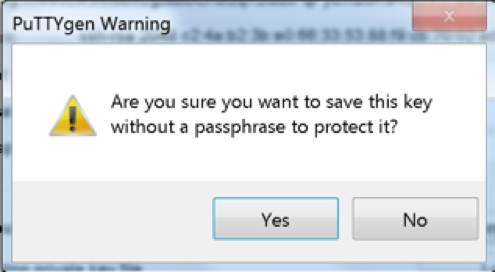 PuTTYgen Warning
Are you sure you want to save this key
without a passphrase to protect it?
Yes
No